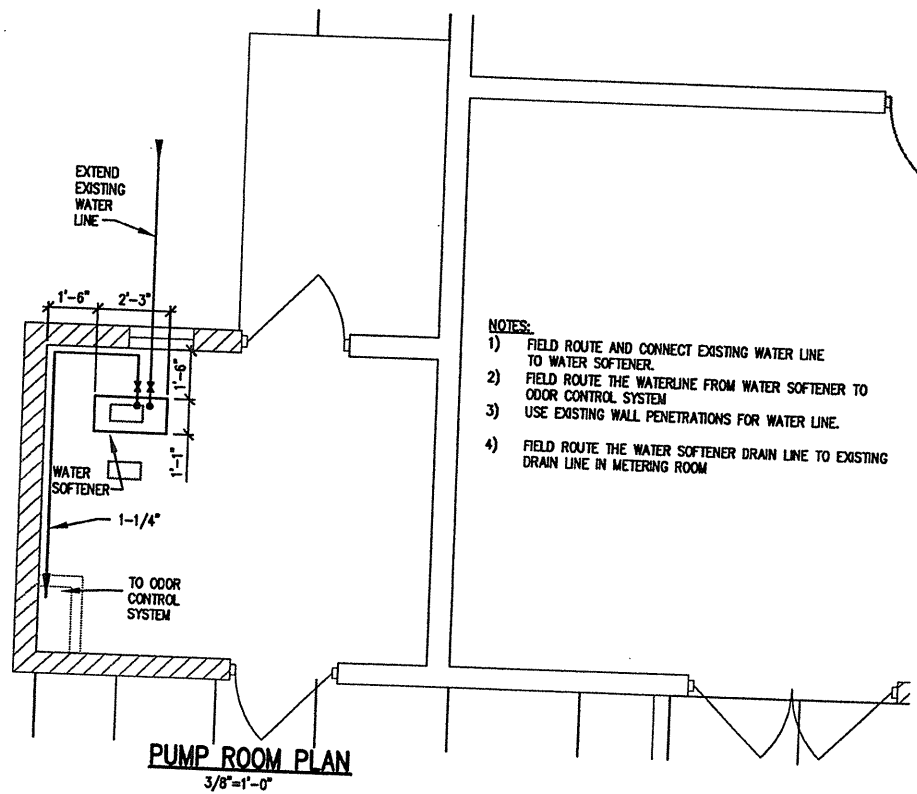 EXTEND
EXISTING
WATER
LINE
1'-6"
2'-3"
1'-6"
1'-1"
WATER
SOFTENER
1-1/4"
TO ODOR
CONTROL
SYSTEM
NOTES:
1) FIELD ROUTE AND CONNECT EXISTING WATER LINE
TO WATER SOFTENER.
2) FIELD ROUTE THE WATERLINE FROM WATER SOFTENER TO
ODOR CONTROL SYSTEM
3) USE EXISTING WALL PENETRATIONS FOR WATER LINE.
4) FIELD ROUTE THE WATER SOFTENER DRAIN LINE TO EXISTING
DRAIN LINE IN METERING ROOM
PUMP ROOM PLAN
3/8"=1'-0"